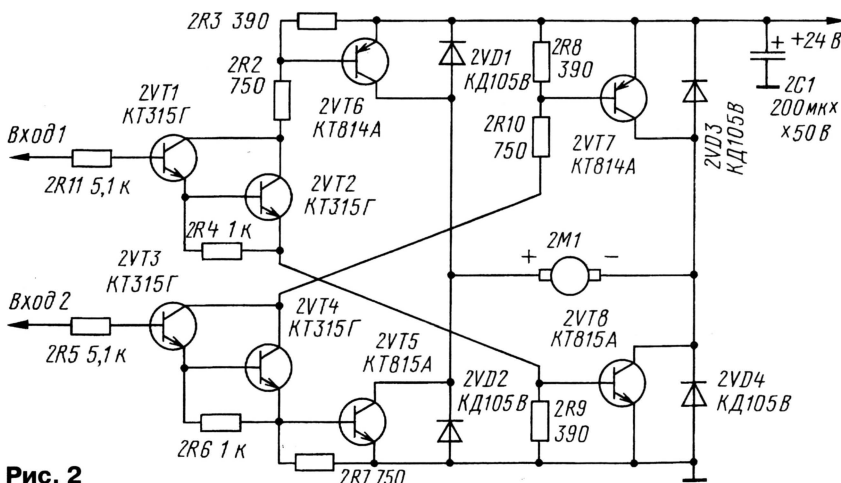 2R3 390
+24 В
2R2
750
2VD1
КД105В
2R8
390
2C1
200 мк х
х 50 В
2VT1
КТ315Г
2VT6
КТ814А
2R10
750
2VT7
КТ814А
2VD3
КД105В
Вход1
2R11 5,1 к
2VT2
КТ315Г
2R4 1 к
2M1
+
−
2VT3
КТ315Г
Вход 2
2VT4
КТ315Г
2VT5
КТ815А
2VT8
КТ815А
2R5 5,1 к
2VD2
КД105В
2R9
390
2VD4
КД105В
2R6 1 к
2R7 750
Рис. 2